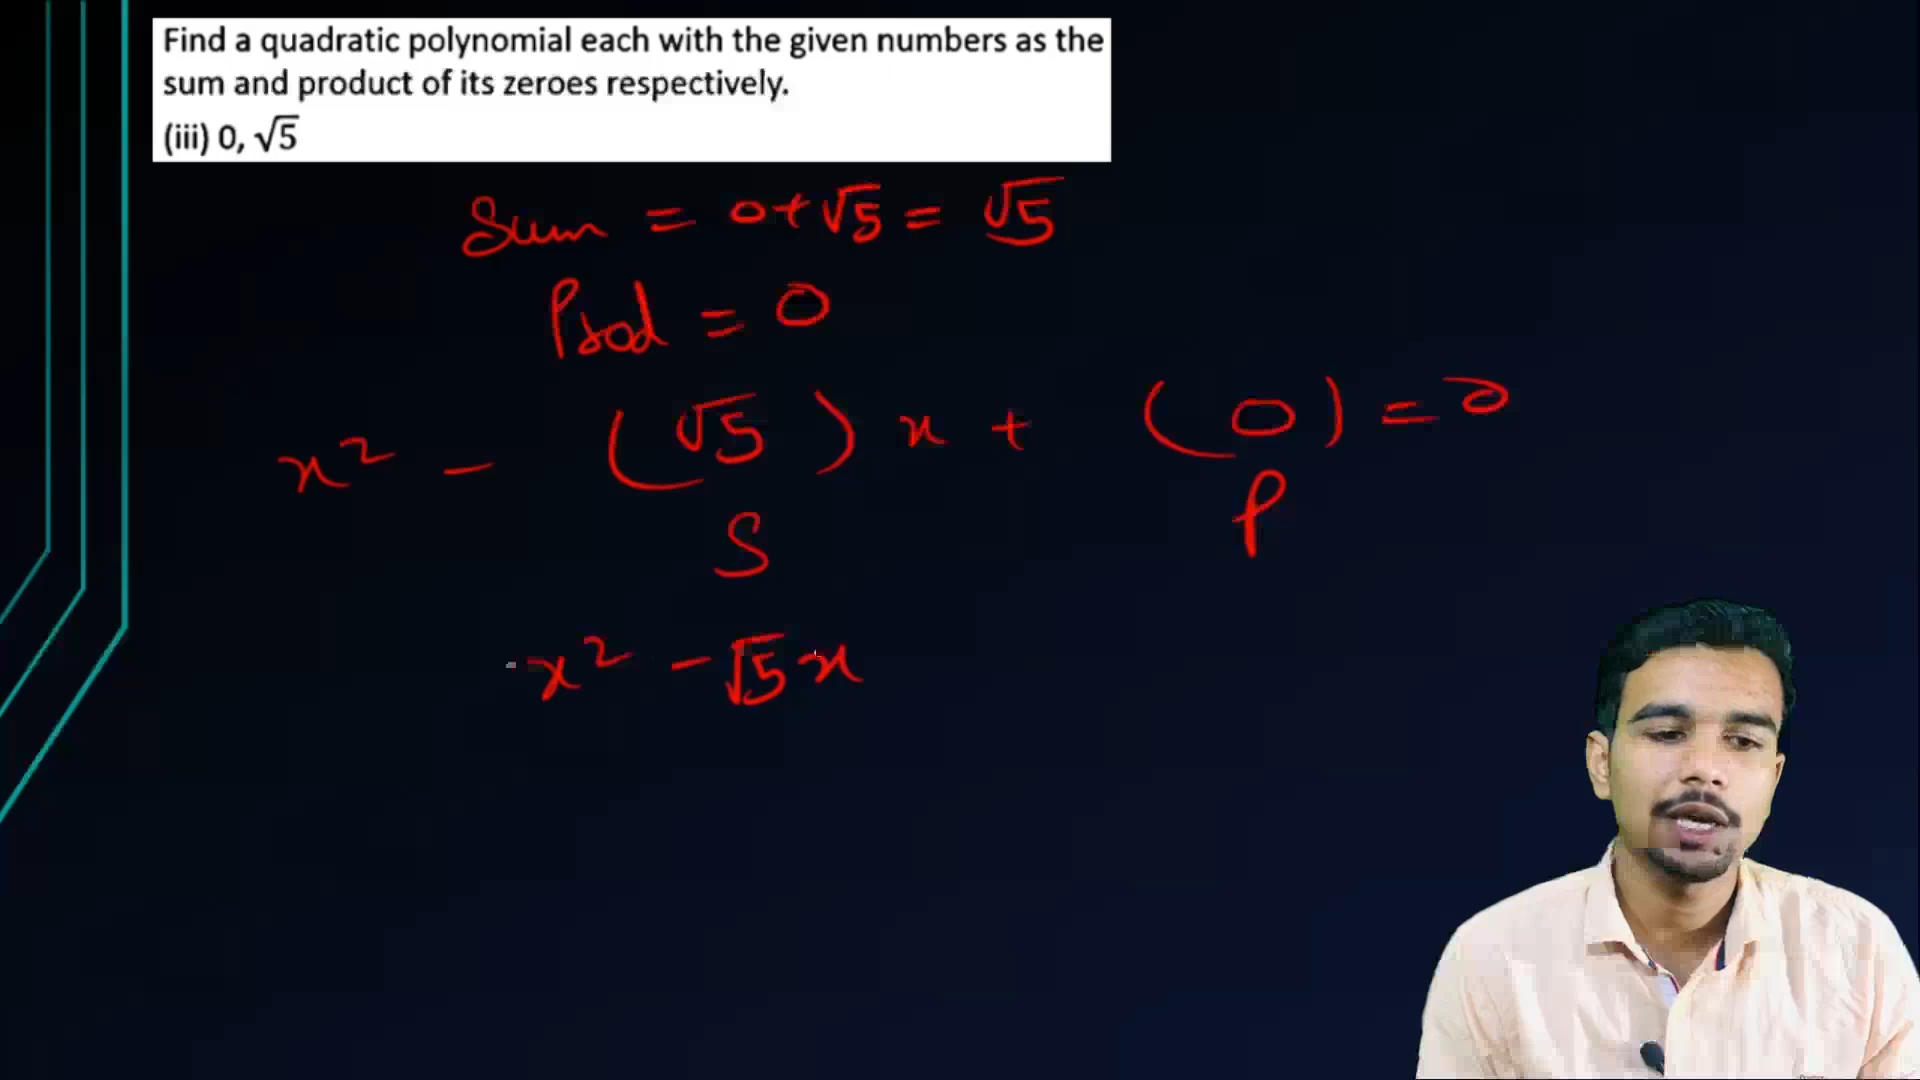 Find a quadratic polynomial each with the given numbers as the
sum and product of its zeroes respectively.
(iii) 0, √5
Sum = 0+√5 = √5
Prod = 0
x² - (√5) x + (0) = 0
S P
x² - √5x